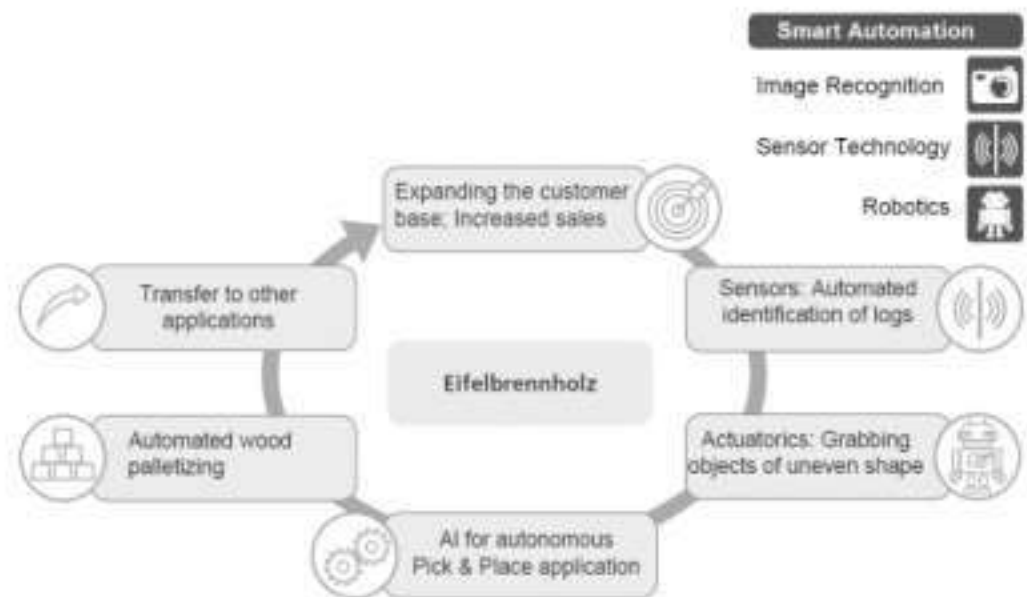 Smart Automation
Image Recognition
Sensor Technology
Robotics
Expanding the customer
base; Increased sales
Sensors: Automated
identification of logs
Actuatorics: Grabbing
objects of uneven shape
AI for autonomous
Pick & Place application
Automated wood
palletizing
Transfer to other
applications
Eifelbrennholz